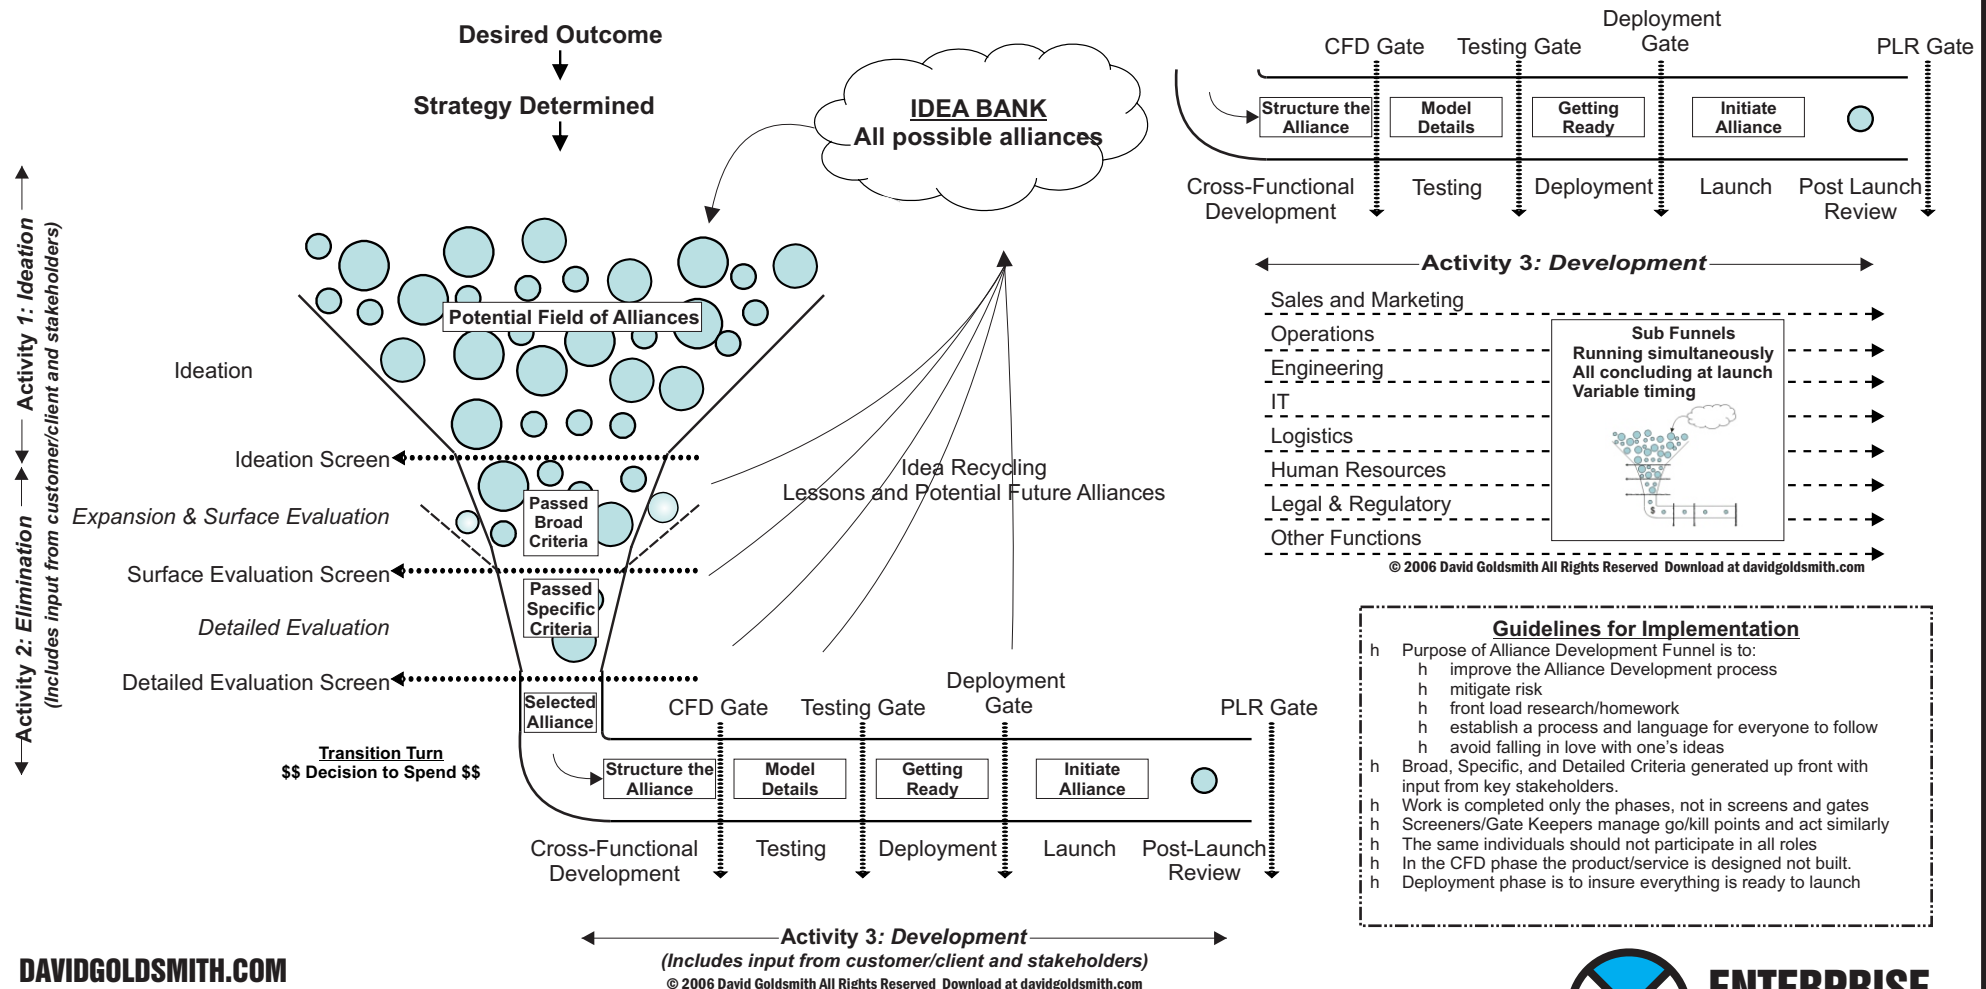 Desired Outcome
Strategy Determined
IDEA BANK
All possible alliances
Potential Field of Alliances
Activity 1: Ideation
Activity 2: Elimination
(Includes input from customer/client and stakeholders)
Ideation
Ideation Screen
Expansion & Surface Evaluation
Surface Evaluation Screen
Detailed Evaluation
Detailed Evaluation Screen
Passed
Broad
Criteria
Passed
Specific
Criteria
Selected
Alliance
Idea Recycling
Lessons and Potential Future Alliances
Transition Turn
$$ Decision to Spend $$
CFD Gate
Testing Gate
Deployment
Gate
PLR Gate
Structure the
Alliance
Model
Details
Getting
Ready
Initiate
Alliance
Cross-Functional
Development
Testing
Deployment
Launch
Post-Launch
Review
Activity 3: Development
(Includes input from customer/client and stakeholders)
© 2006 David Goldsmith All Rights Reserved Download at davidgoldsmith.com
DAVIDGOLDSMITH.COM
CFD Gate
Testing Gate
Deployment
Gate
PLR Gate
Structure the
Alliance
Model
Details
Getting
Ready
Initiate
Alliance
Cross-Functional
Development
Testing
Deployment
Launch
Post Launch
Review
Activity 3: Development
Sales and Marketing
Operations
Engineering
IT
Logistics
Human Resources
Legal & Regulatory
Other Functions
Sub Funnels
Running simultaneously
All concluding at launch
Variable timing
$
© 2006 David Goldsmith All Rights Reserved Download at davidgoldsmith.com
Guidelines for Implementation
h Purpose of Alliance Development Funnel is to:
h improve the Alliance Development process
h mitigate risk
h front load research/homework
h establish a process and language for everyone to follow
h avoid falling in love with one's ideas
h Broad, Specific, and Detailed Criteria generated up front with
input from key stakeholders.
h Work is completed only the phases, not in screens and gates
h Screeners/Gate Keepers manage go/kill points and act similarly
h The same individuals should not participate in all roles
h In the CFD phase the product/service is designed not built.
h Deployment phase is to insure everything is ready to launch
ENTERPRISE